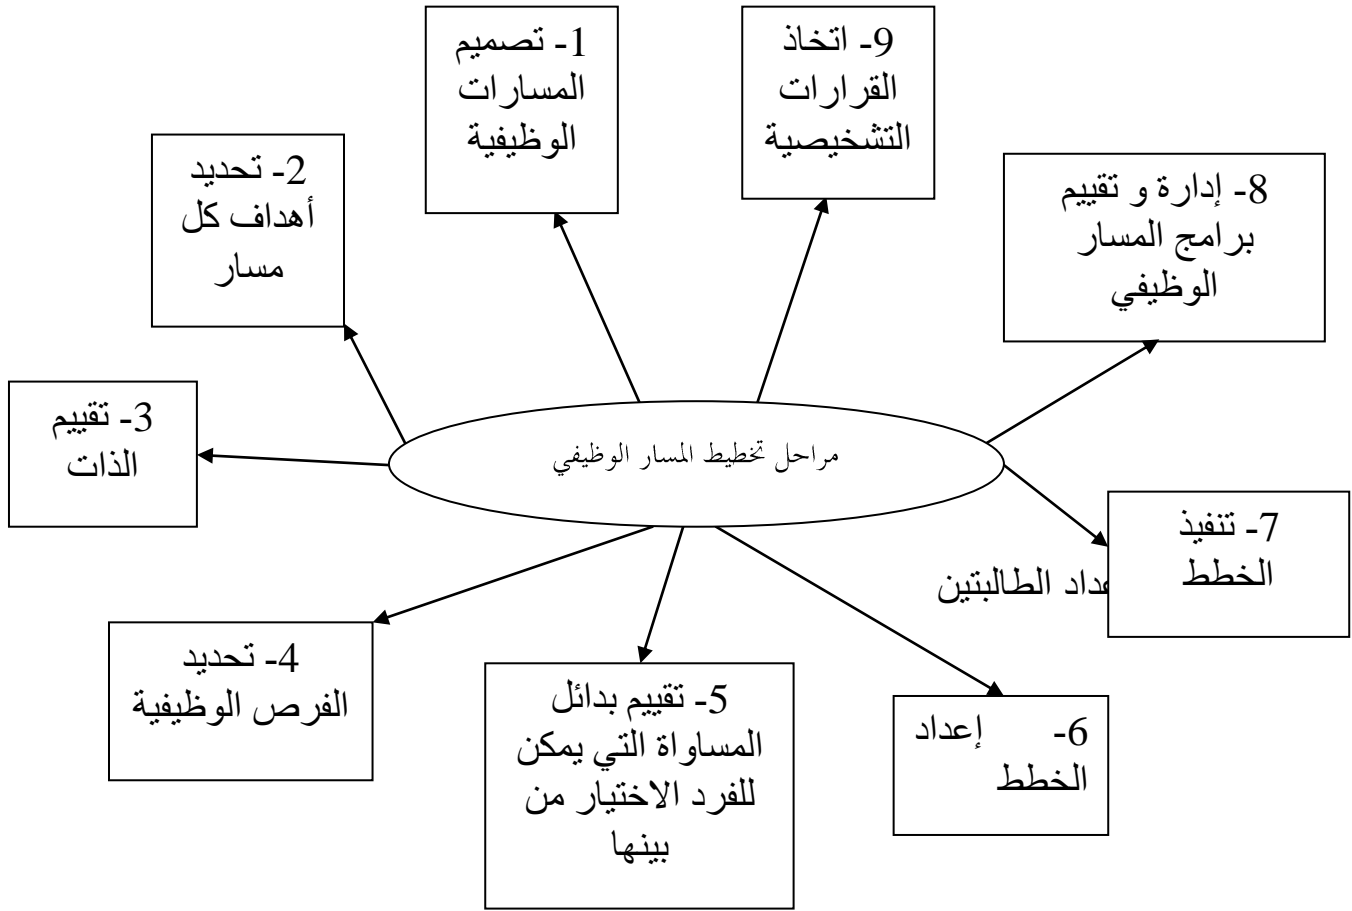 1- تصميم
المسارات
الوظيفية
2- تحديد
أهداف كل
مسار
3- تقييم
الذات
4- تحديد
الفرص الوظيفية
5- تقييم بدائل
المساواة التي يمكن
للفرد الاختيار من
بينها
6- إعداد
الخطط
7- تنفيذ
الخطط
8- إدارة و تقييم
برامج المسار
الوظيفي
9- اتخاذ
القرارات
التشخيصية
مراحل تخطيط المسار الوظيفي
الطالبتين